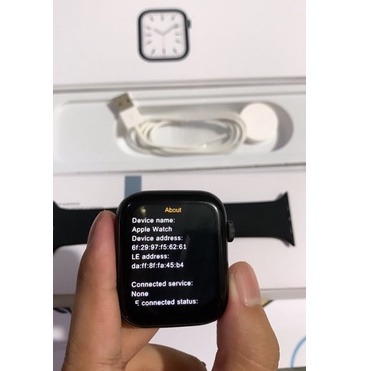 About
Device name:
Apple Watch
Device address:
6f:29:97:f5:62:61
LE address:
da:ff:8f:fa:45:b4
Connected service:
None
connected status: